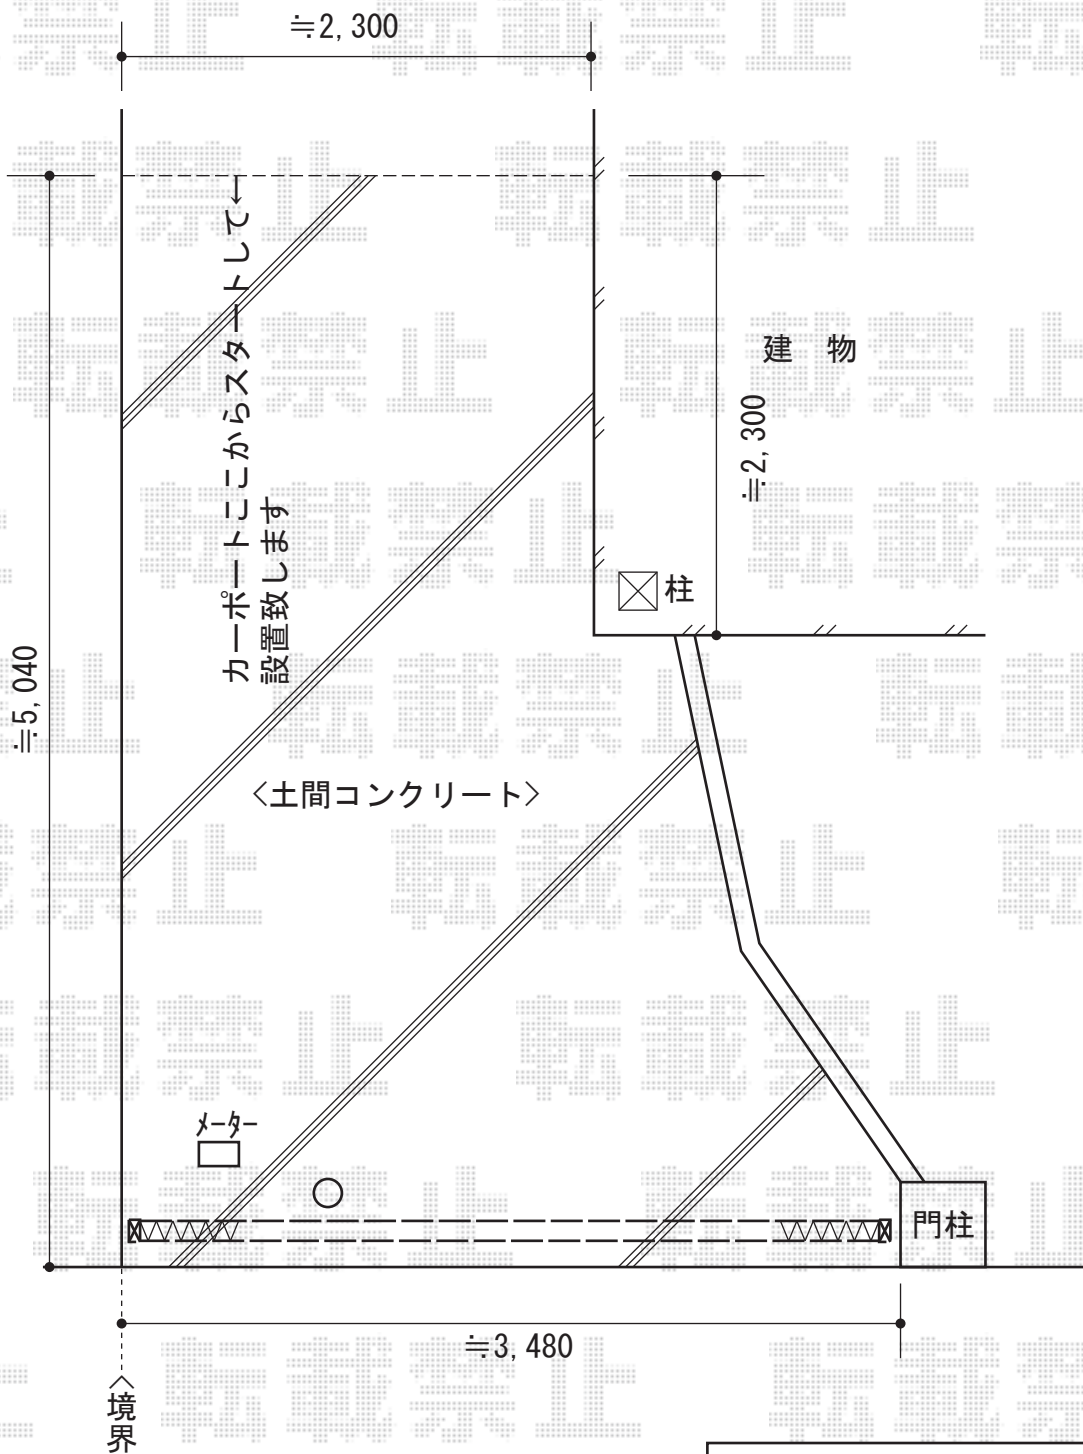 ≒2,300
カーポートここからスタートして→
設置致します
建　物
≒2,300
柱
≒5,040
<土間コンクリート>
メーター
門柱
≒3,480
<境界
転載禁止